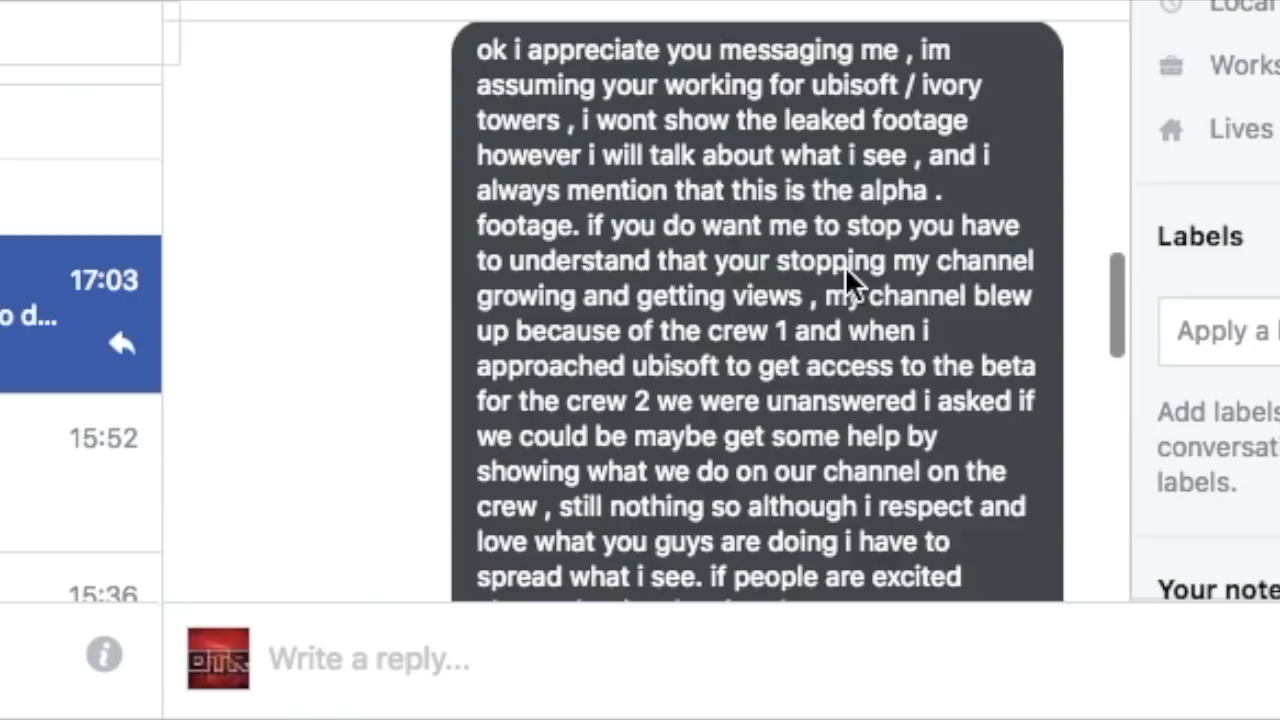 ok i appreciate you messaging me , im
assuming your working for ubisoft / ivory
towers , i wont show the leaked footage
however i will talk about what i see , and i
always mention that this is the alpha .
footage. if you do want me to stop you have
to understand that your stopping my channel
growing and getting views , my channel blew
up because of the crew 1 and when i
approached ubisoft to get access to the beta
for the crew 2 we were unanswered i asked if
we could be maybe get some help by
showing what we do on our channel on the
crew , still nothing so although i respect and
love what you guys are doing i have to
spread what i see. if people are excited
17:03
o d...
15:52
15:36
Local
Works
Lives
Labels
Apply a
Add labels
conversati
labels.
Your note
DTR
Write a reply...